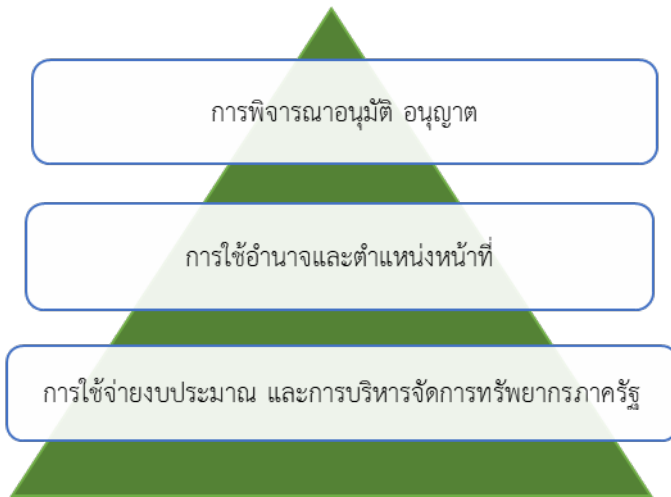 การพิจารณาอนุมัติ อนุญาต
การใช้อำนาจและตำแหน่งหน้าที่
การใช้จ่ายงบประมาณ และการบริหารจัดการทรัพยากรภาครัฐ